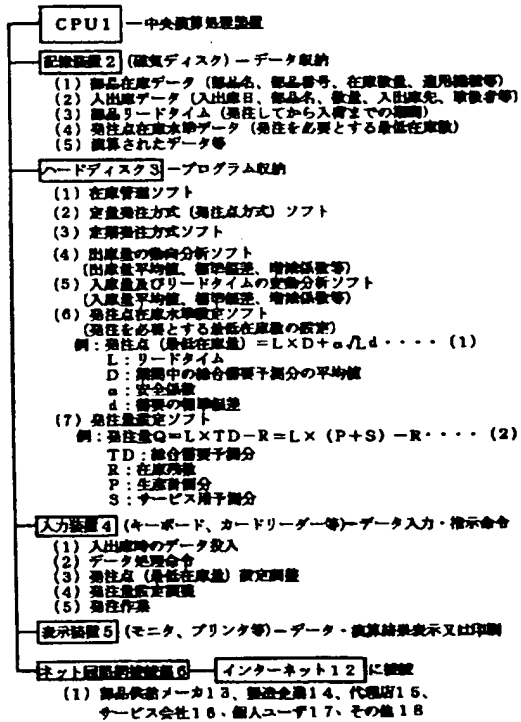 CPU1 ー中央演算処理装置
記憶装置2 (磁気ディスク) ーデータ収納
(1) 部品在庫データ (部品名、部品番号、在庫数量、適用機種等)
(2) 入出庫データ (入出庫日、部品名、数量、入出庫先、取扱者等)
(3) 部品リードタイム (発注してから入荷までの期間)
(4) 発注点在庫水準データ (発注を必要とする最低在庫数)
(5) 演算されたデータ等
ハードディスク3 ープログラム収納
(1) 在庫管理ソフト
(2) 定量発注方式 (発注点方式) ソフト
(3) 定期発注方式ソフト
(4) 出庫量の動向分析ソフト
(出庫量平均値、標準偏差、増減係数等)
(5) 入庫量及びリードタイムの変動分析ソフト
(入庫量平均値、標準偏差、増減係数等)
(6) 発注点在庫水準設定ソフト
(発注を必要とする最低在庫数の設定)
例:発注点 (最低在庫量) =L×D+α√Ld・・・・ (1)
L:リードタイム
D:期間中の総合需要予測分の平均値
α:安全係数
d:需要の標準偏差
(7) 発注量設定ソフト
例:発注量Q=L×TD-R=L× (P+S) -R・・・・ (2)
TD:総合需要予測分
R:在庫残数
P:生産計画分
S:サービス用予測分
入力装置4 (キーボード、カードリーダー等)ーデータ入力・指示命令
(1) 入出庫時のデータ投入
(2) データ処理命令
(3) 発注点 (最低在庫量) 設定調整
(4) 発注量設定調整
(5) 発注作業
表示装置5 (モニタ、プリンタ等) ーデータ・演算結果表示又は印刷
ネット回路網接続器6 インターネット12 に接続
(1) 部品供給メーカ13、製造企業14、代理店15、
サービス会社16、個人ユーザ17、その他18